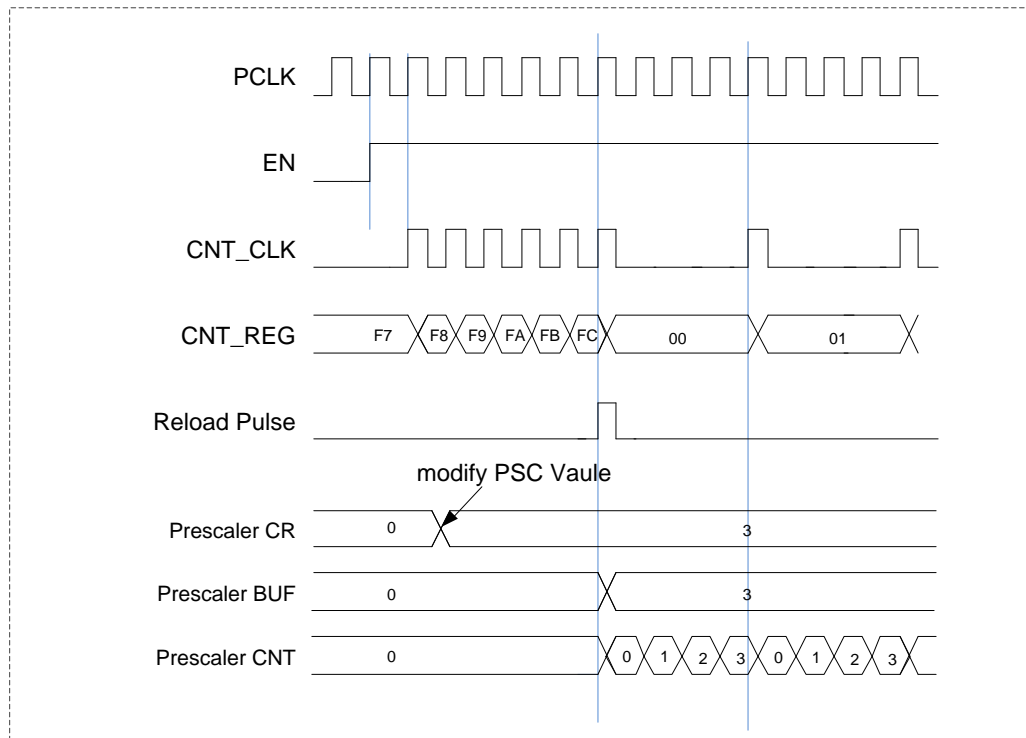 PCLK
EN
CNT_CLK
CNT_REG F7 F8 F9 FA FB FC 00 01
Reload Pulse
modify PSC Vaule
Prescaler CR 0 3
Prescaler BUF 0 3
Prescaler CNT 0 0 1 2 3 0 1 2 3